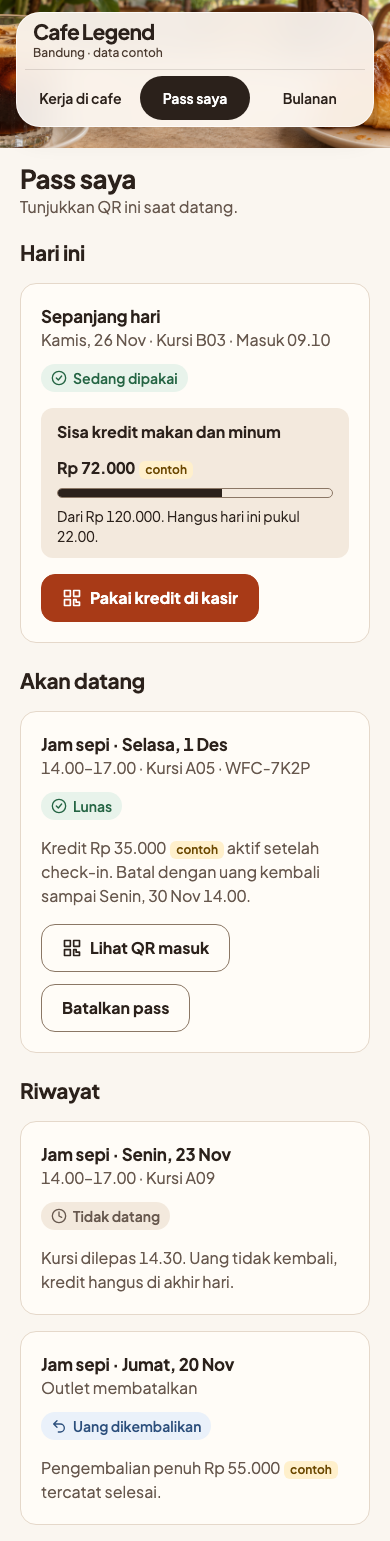 Cafe Legend
Bandung · data contoh
Kerja di cafe
Pass saya
Bulanan
Pass saya
Tunjukkan QR ini saat datang.
Hari ini
Sepanjang hari
Kamis, 26 Nov · Kursi B03 · Masuk 09.10
Sedang dipakai
Sisa kredit makan dan minum
Rp 72.000 contoh
Dari Rp 120.000. Hangus hari ini pukul
22.00.
Pakai kredit di kasir
Akan datang
Jam sepi · Selasa, 1 Des
14.00–17.00 · Kursi A05 · WFC-7K2P
Lunas
Kredit Rp 35.000 contoh aktif setelah
check-in. Batal dengan uang kembali
sampai Senin, 30 Nov 14.00.
Lihat QR masuk
Batalkan pass
Riwayat
Jam sepi · Senin, 23 Nov
14.00–17.00 · Kursi A09
Tidak datang
Kursi dilepas 14.30. Uang tidak kembali,
kredit hangus di akhir hari.
Jam sepi · Jumat, 20 Nov
Outlet membatalkan
Uang dikembalikan
Pengembalian penuh Rp 55.000 contoh
tercatat selesai.